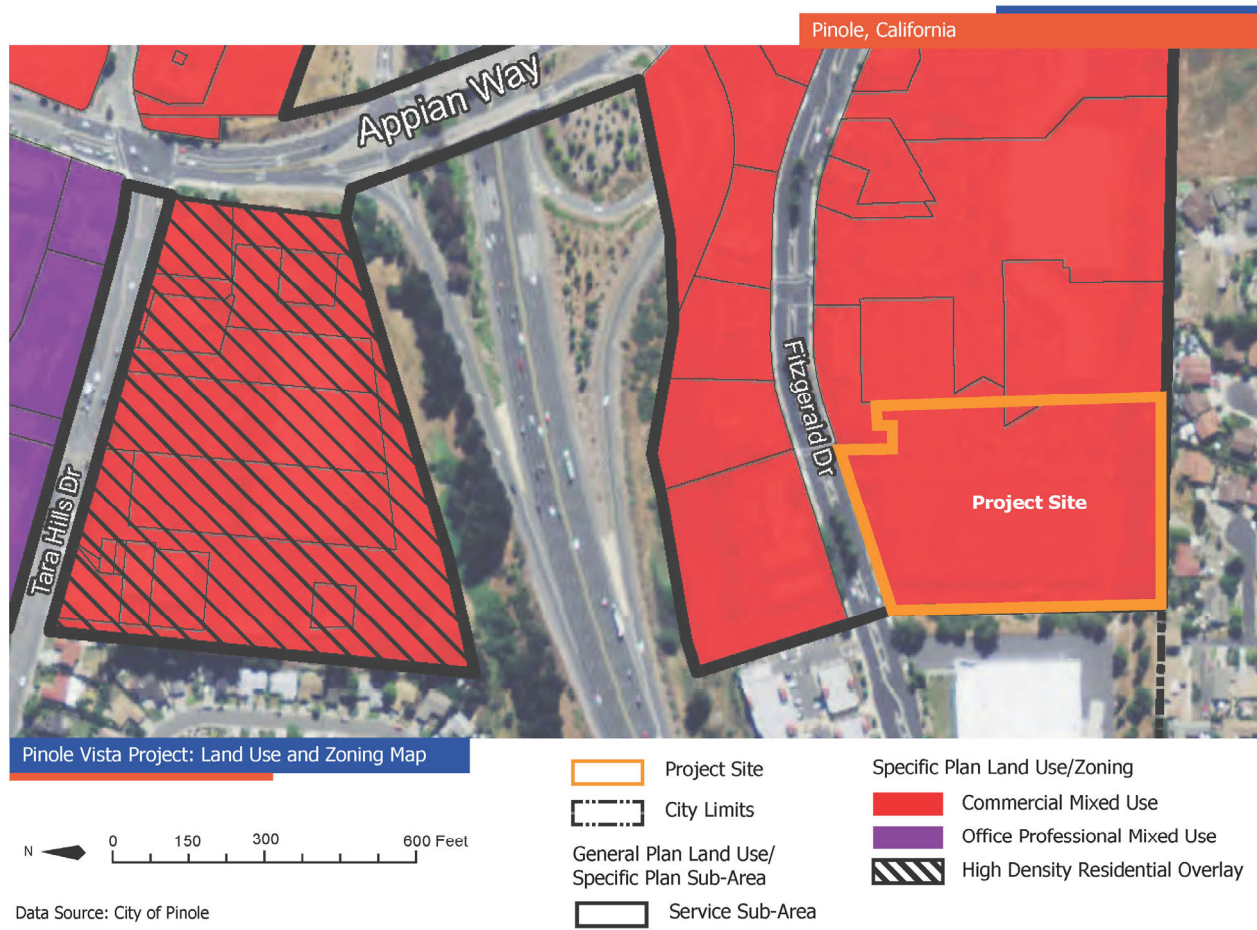 Pinole, California
Appian Way
Fitzgerald Dr
Tara Hills Dr
Project Site
Pinole Vista Project: Land Use and Zoning Map
N
0 150 300 600 Feet
Data Source: City of Pinole
Project Site
City Limits
General Plan Land Use/
Specific Plan Sub-Area
Service Sub-Area
Specific Plan Land Use/Zoning
Commercial Mixed Use
Office Professional Mixed Use
High Density Residential Overlay